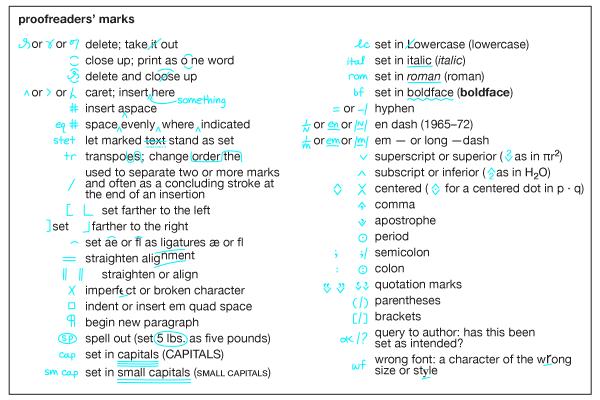 proofreaders' marks
or or delete; take it out
close up; print as o ne word
delete and cloose up
^ or > or caret; insert here
something
# insert aspace
eq # space evenly where indicated
stet let marked text stand as set
tr transpoes; change order the
used to separate two or more marks
/ and often as a concluding stroke at
the end of an insertion
[ set farther to the left
] set farther to the right
set ae or fl as ligatures æ or fl
= straighten alignment
|| straighten or align
X imperfect or broken character
□ indent or insert em quad space
¶ begin new paragraph
sp spell out (set 5 lbs. as five pounds)
cap set in capitals (CAPITALS)
sm cap set in small capitals (SMALL CAPITALS)
lc set in Lowercase (lowercase)
ital set in italic (italic)
rom set in roman (roman)
bf set in boldface (boldface)
= or -/ hyphen
1/N or en or /N/ en dash (1965–72)
1/M or em or /M/ em — or long —dash
∨ superscript or superior (2 as in πr²)
∧ subscript or inferior (2 as in H₂O)
◇ X centered ( ◇ for a centered dot in p · q)
comma
apostrophe
⊙ period
; ;/ semicolon
: colon
quotation marks
(/) parentheses
[/] brackets
ok/? query to author: has this been
set as intended?
wf wrong font: a character of the wrong
size or style